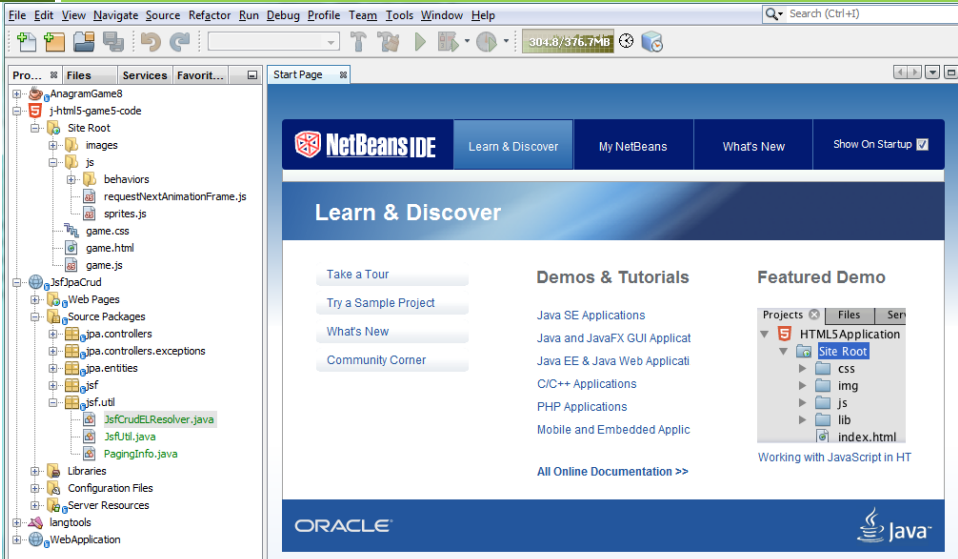 File Edit View Navigate Source Refactor Run Debug Profile Team Tools Window Help
Search (Ctrl+I)
304.8/376.7MB
Pro... Files Services Favorit...
Start Page
AnagramGame8
j-html5-game5-code
Site Root
images
js
behaviors
requestNextAnimationFrame.js
sprites.js
game.css
game.html
game.js
JsfJpaCrud
Web Pages
Source Packages
jpa.controllers
jpa.controllers.exceptions
jpa.entities
jsf
jsf.util
JsfCrudELResolver.java
JsfUtil.java
PagingInfo.java
Libraries
Configuration Files
Server Resources
langtools
WebApplication
NetBeans IDE
Learn & Discover
My NetBeans
What's New
Show On Startup
Learn & Discover
Take a Tour
Try a Sample Project
What's New
Community Corner
Demos & Tutorials
Java SE Applications
Java and JavaFX GUI Applicat
Java EE & Java Web Applicati
C/C++ Applications
PHP Applications
Mobile and Embedded Applic
All Online Documentation >>
Featured Demo
Projects Files Serv
HTML5Application
Site Root
css
img
js
lib
index.html
Working with JavaScript in HT
ORACLE
Java